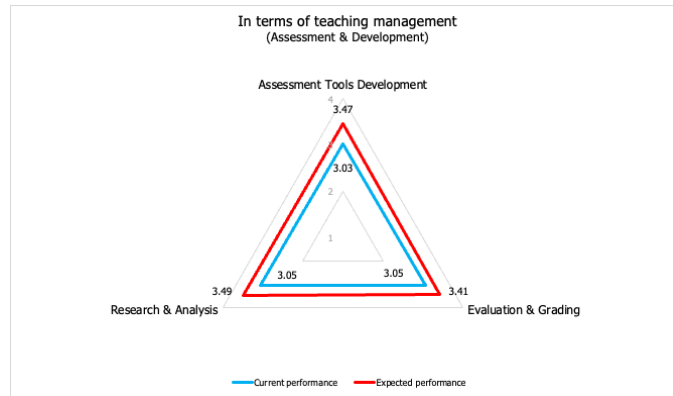 In terms of teaching management
(Assessment & Development)
Assessment Tools Development
4
3.47
3
3.03
2
1
3.05
3.05
3.49
3.41
Research & Analysis
Evaluation & Grading
Current performance
Expected performance